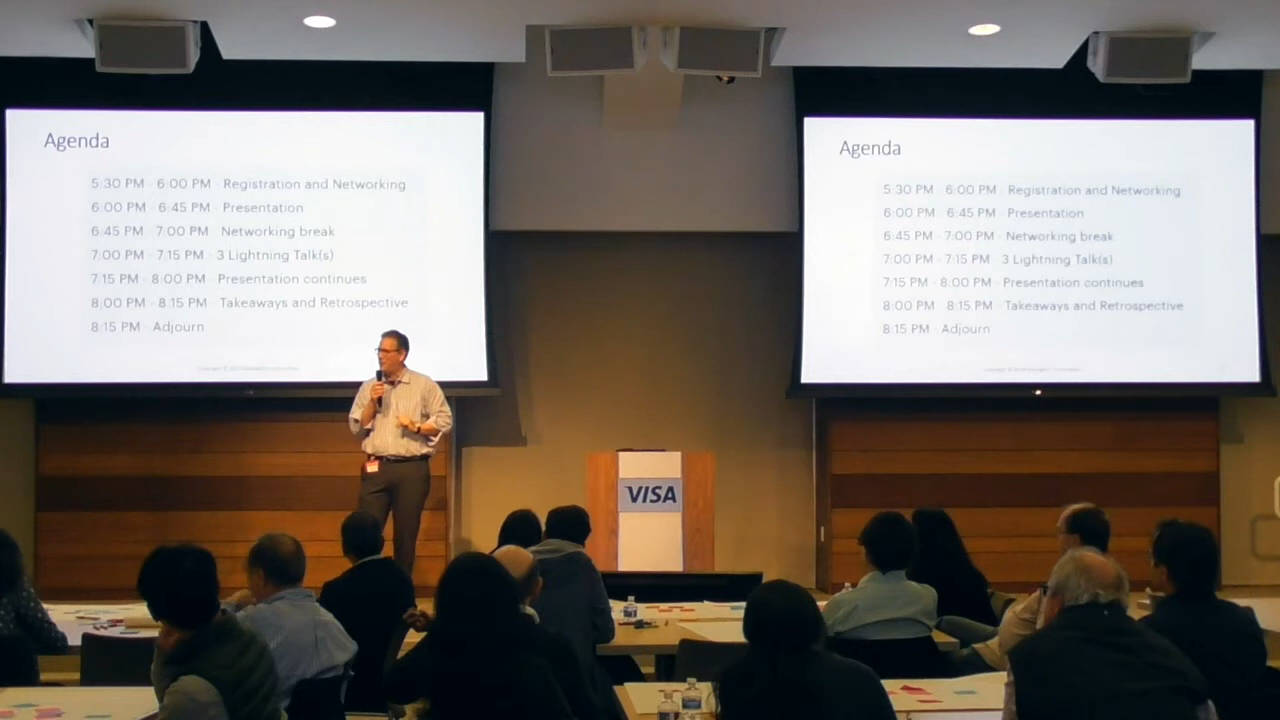 Agenda
5:30 PM - 6:00 PM - Registration and Networking
6:00 PM - 6:45 PM - Presentation
6:45 PM - 7:00 PM - Networking break
7:00 PM - 7:15 PM - 3 Lightning Talk(s)
7:15 PM - 8:00 PM - Presentation continues
8:00 PM - 8:15 PM - Takeaways and Retrospective
8:15 PM - Adjourn
Agenda
5:30 PM - 6:00 PM - Registration and Networking
6:00 PM - 6:45 PM - Presentation
6:45 PM - 7:00 PM - Networking break
7:00 PM - 7:15 PM - 3 Lightning Talk(s)
7:15 PM - 8:00 PM - Presentation continues
8:00 PM - 8:15 PM - Takeaways and Retrospective
8:15 PM - Adjourn
VISA